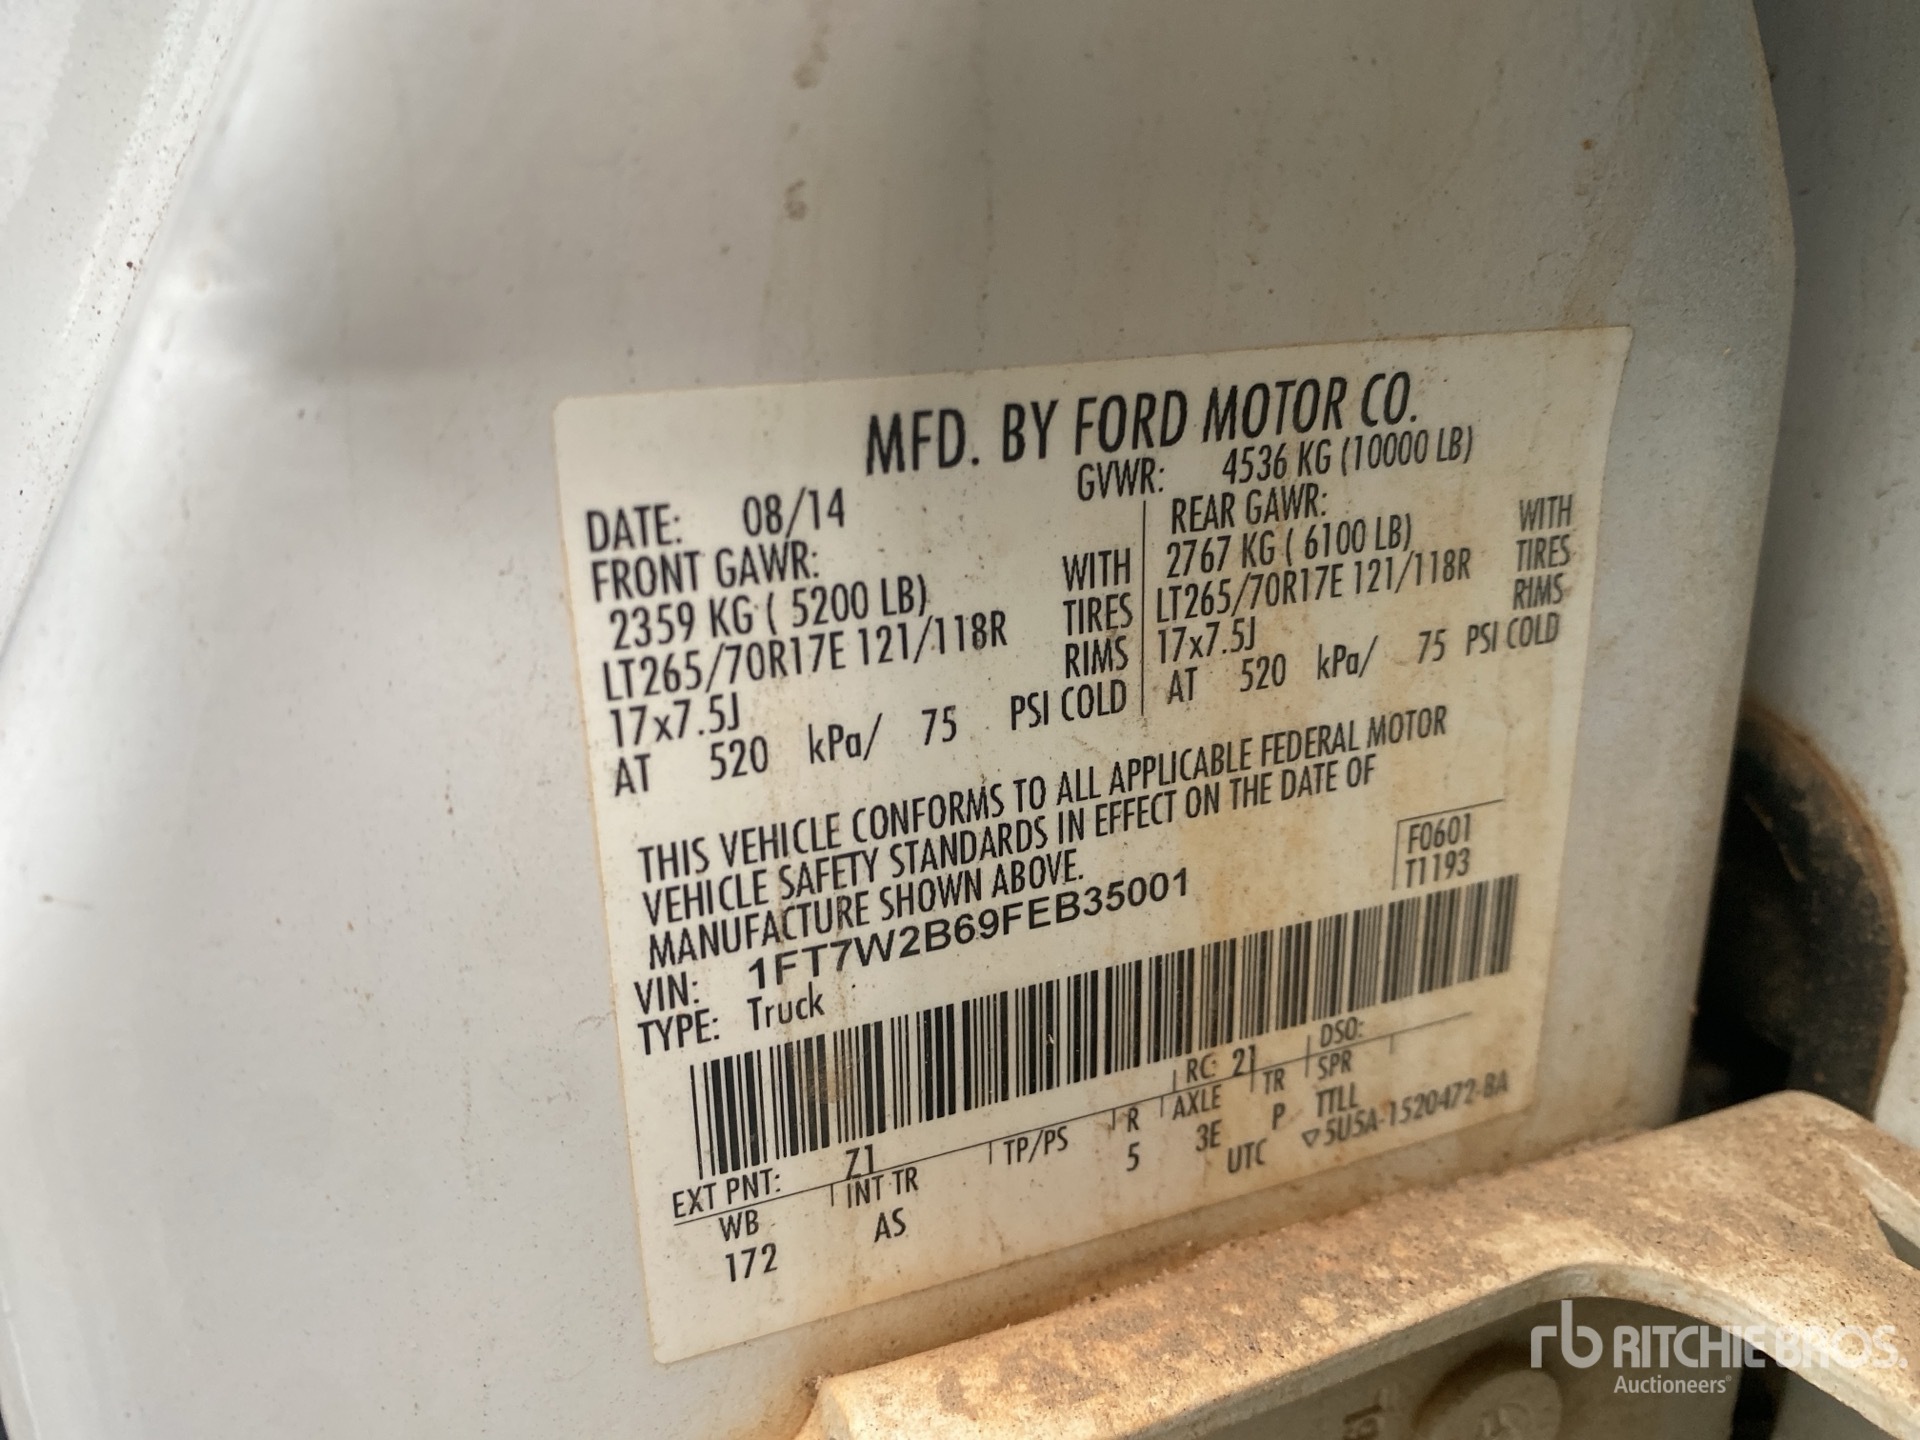 MFD. BY FORD MOTOR CO.
DATE: 08/14 GVWR: 4536 KG (10000 LB)
FRONT GAWR: REAR GAWR:
2359 KG ( 5200 LB) WITH 2767 KG ( 6100 LB) WITH
LT265/70R17E 121/118R TIRES LT265/70R17E 121/118R TIRES
17x7.5J RIMS 17x7.5J RIMS
AT 520 kPa/ 75 PSI COLD AT 520 kPa/ 75 PSI COLD
THIS VEHICLE CONFORMS TO ALL APPLICABLE FEDERAL MOTOR
VEHICLE SAFETY STANDARDS IN EFFECT ON THE DATE OF
MANUFACTURE SHOWN ABOVE.
F0601
T1193
VIN: 1FT7W2B69FEB35001
TYPE: Truck
EXT PNT: Z1 RC: 21 DSO:
WB INT TR TP/PS R AXLE TR SPR
172 AS 5 3E P TTLL
UTC ▽5U5A-1520472-BA
rb RITCHIE BROS.
Auctioneers